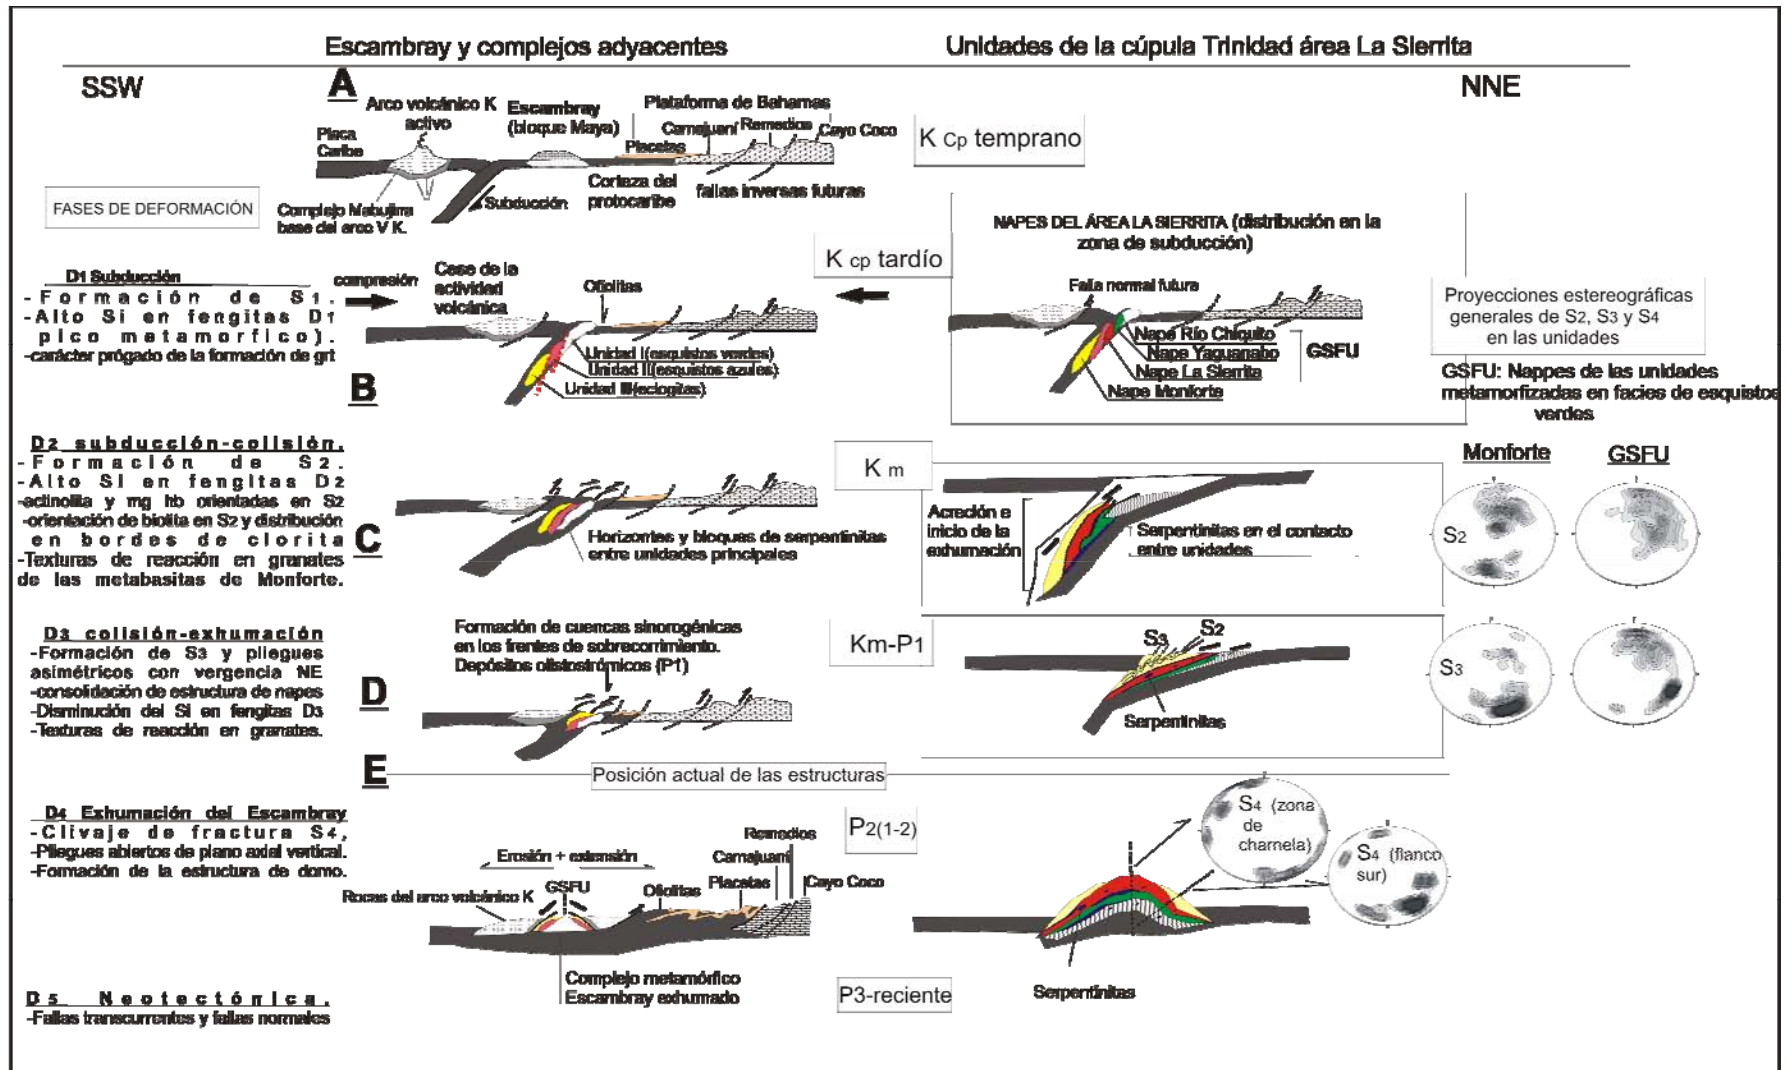 Escambray y complejos adyacentes
Unidades de la cúpula Trinidad área La Sierrita
SSW
NNE
A
Arco volcánico K
activo
Placa
Caribe
Escambray
(bloque Maya)
Plataforma de Bahamas
Camajuaní
Remedios
Cayo Coco
Placetas
K Cp temprano
Corteza del
protocaribe
fallas inversas futuras
Subducción
Complejo Mabujina
base del arco V K.
FASES DE DEFORMACIÓN
D1 Subducción
-Formación de S1.
-Alto Si en fengitas D1
pico metamorfico).
-carácter prógado de la formación de grt
compresión
Cese de la
actividad
volcánica
Ofiolitas
K cp tardío
Unidad I(esquistos verdes)
Unidad II(esquistos azules)
Unidad III(eclogitas)
B
NAPES DEL ÁREA LA SIERRITA (distribución en la
zona de subducción)
Falla normal futura
Nape Río Chiquito
Nape Yaguanabo
Nape La Sierrita
Nape Monforte
GSFU
Proyecciones estereográficas
generales de S2, S3 y S4
en las unidades
GSFU: Nappes de las unidades
metamorfizadas en facies de esquistos
verdes
D2 subducción-colisión.
-Formación de S2.
-Alto Si en fengitas D2
-actinolita y mg hb orientadas en S2
-orientación de biotita en S2 y distribución
en bordes de clorita
-Texturas de reacción en granates
de las metabasitas de Monforte.
C
Horizontes y bloques de serpentinitas
entre unidades principales
K m
Acreción e
inicio de la
exhumación
Serpentinitas en el contacto
entre unidades
Monforte
GSFU
S2
D3 colisión-exhumación
-Formación de S3 y pliegues
asimétricos con vergencia NE
-consolidación de estructura de napes
-Disminución del Si en fengitas D3
-Texturas de reacción en granates.
Formación de cuencas sinorogénicas
en los frentes de sobrecorrimiento.
Depósitos olistostrómicos (P1)
D
Km-P1
S3
S2
Serpentinitas
S3
E
Posición actual de las estructuras
D4 Exhumación del Escambray
-Clivaje de fractura S4,
-Pliegues abiertos de plano axial vertical.
-Formación de la estructura de domo.
Erosión + extensión
GSFU
Rocas del arco volcánico K
Ofiolitas
Placetas
Camajuaní
Remedios
Cayo Coco
P2(1-2)
S4 (zona
de
charnela)
S4 (flanco
sur)
Complejo metamórfico
Escambray exhumado
P3-reciente
Serpentinitas
D5 Neotectónica.
-Fallas transcurrentes y fallas normales